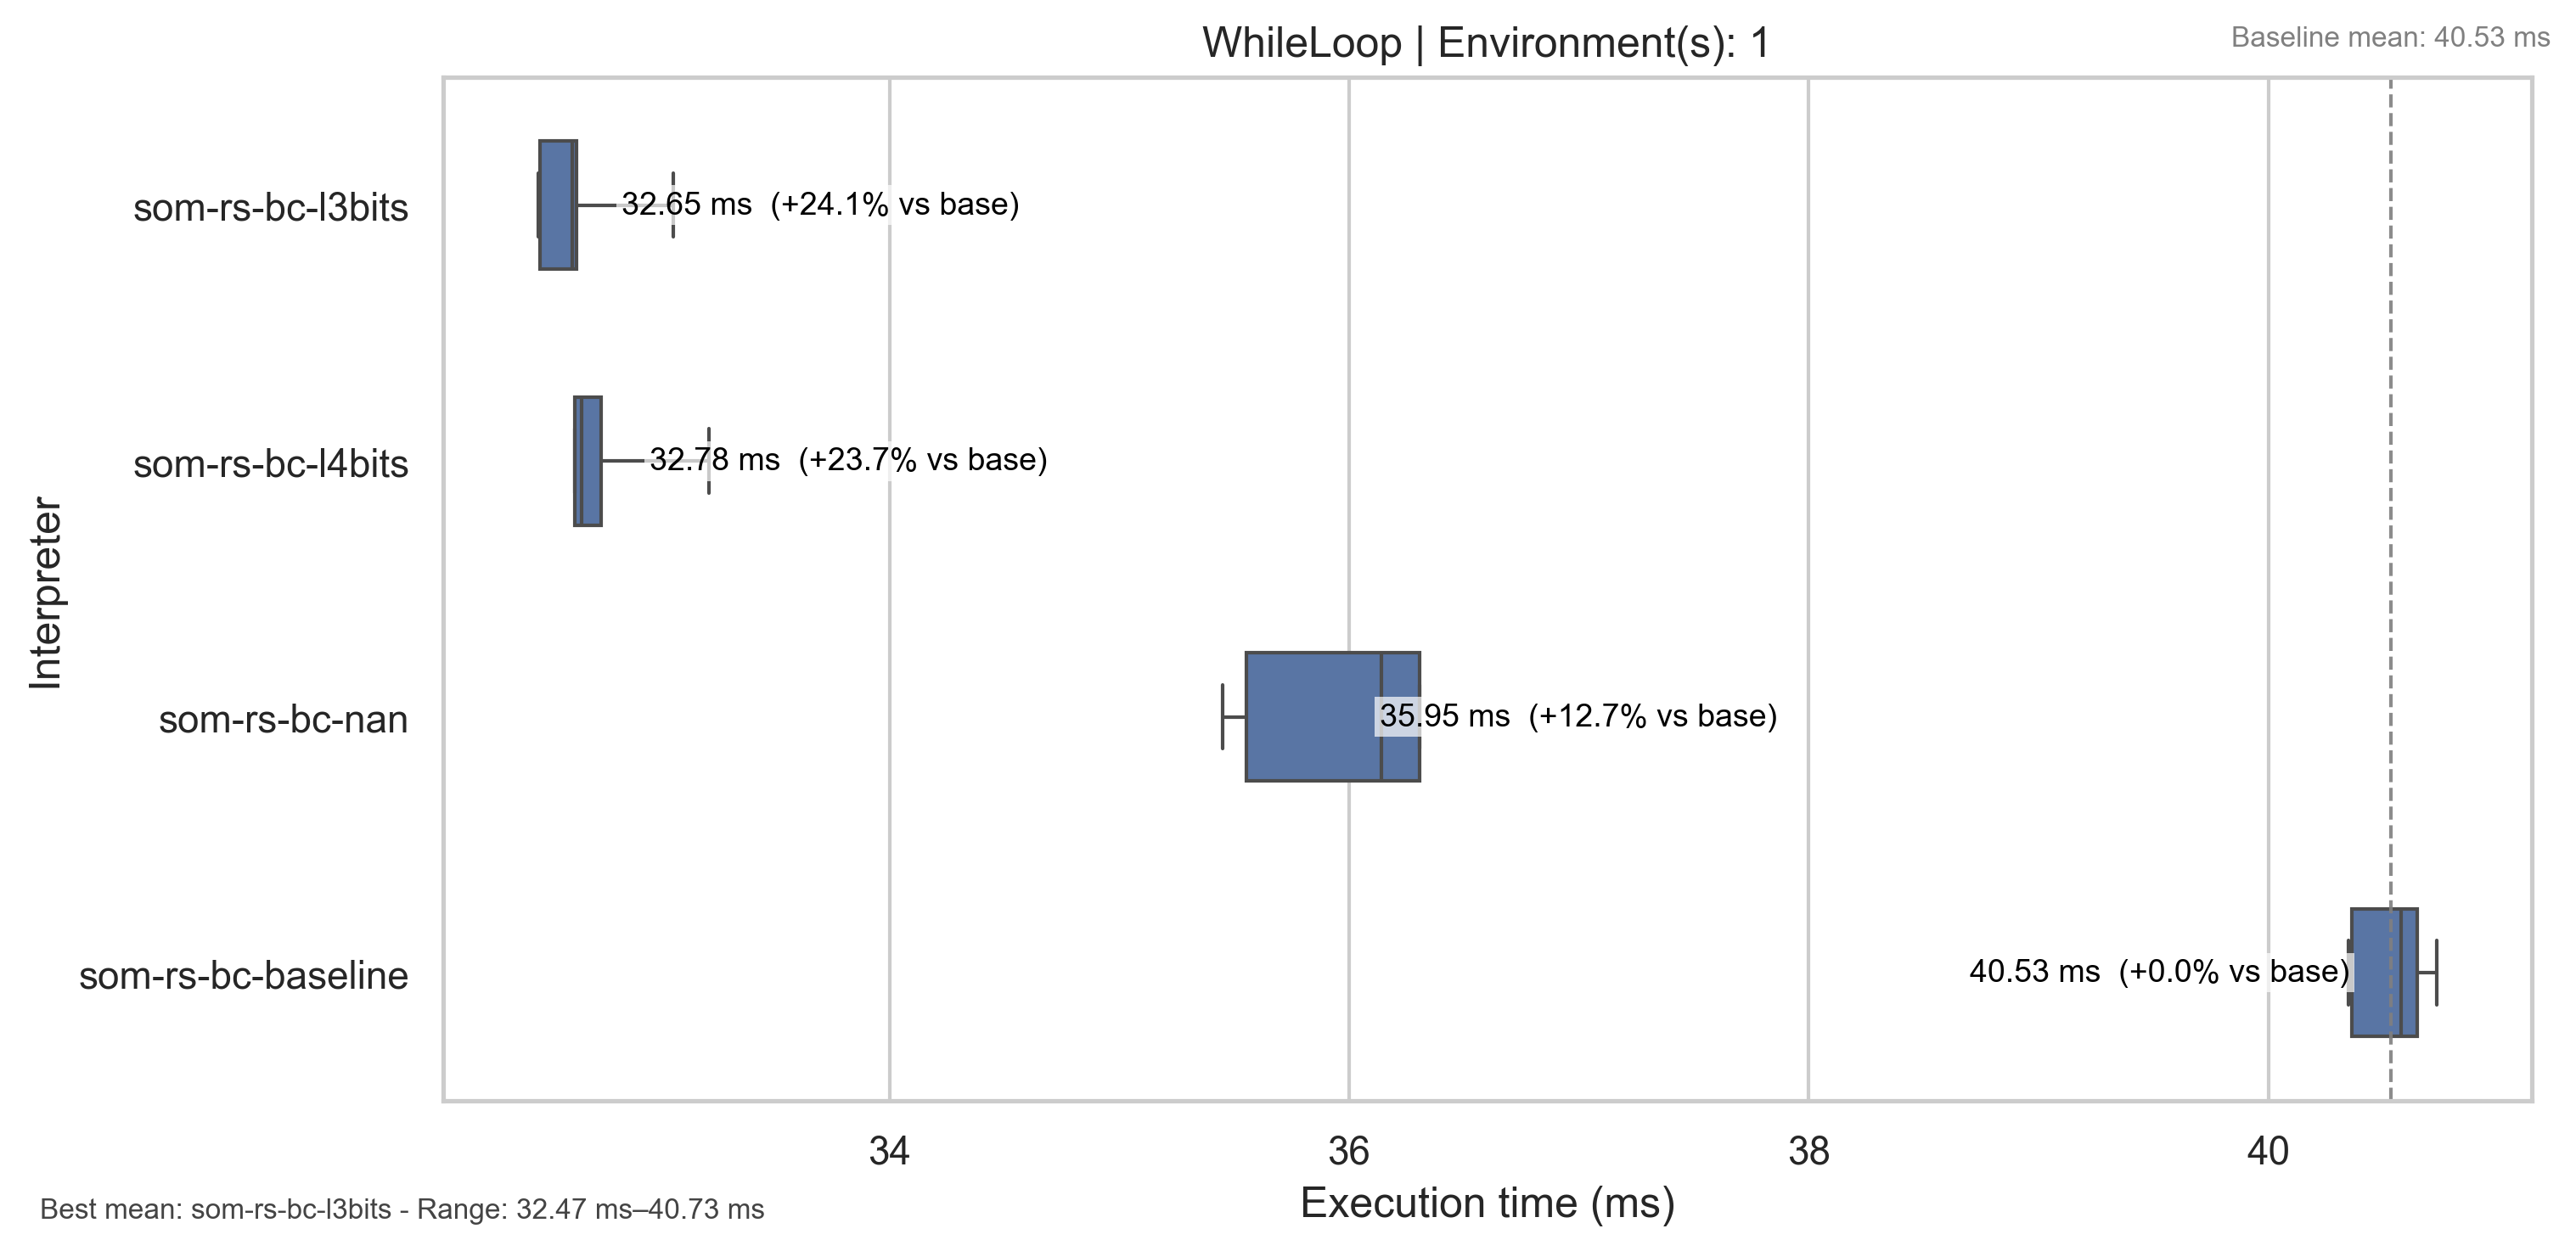 WhileLoop | Environment(s): 1
Baseline mean: 40.53 ms
som-rs-bc-l3bits
32.65 ms  (+24.1% vs base)
som-rs-bc-l4bits
32.78 ms  (+23.7% vs base)
Interpreter
som-rs-bc-nan
35.95 ms  (+12.7% vs base)
som-rs-bc-baseline
40.53 ms  (+0.0% vs base)
34 36 38 40
Execution time (ms)
Best mean: som-rs-bc-l3bits - Range: 32.47 ms–40.73 ms